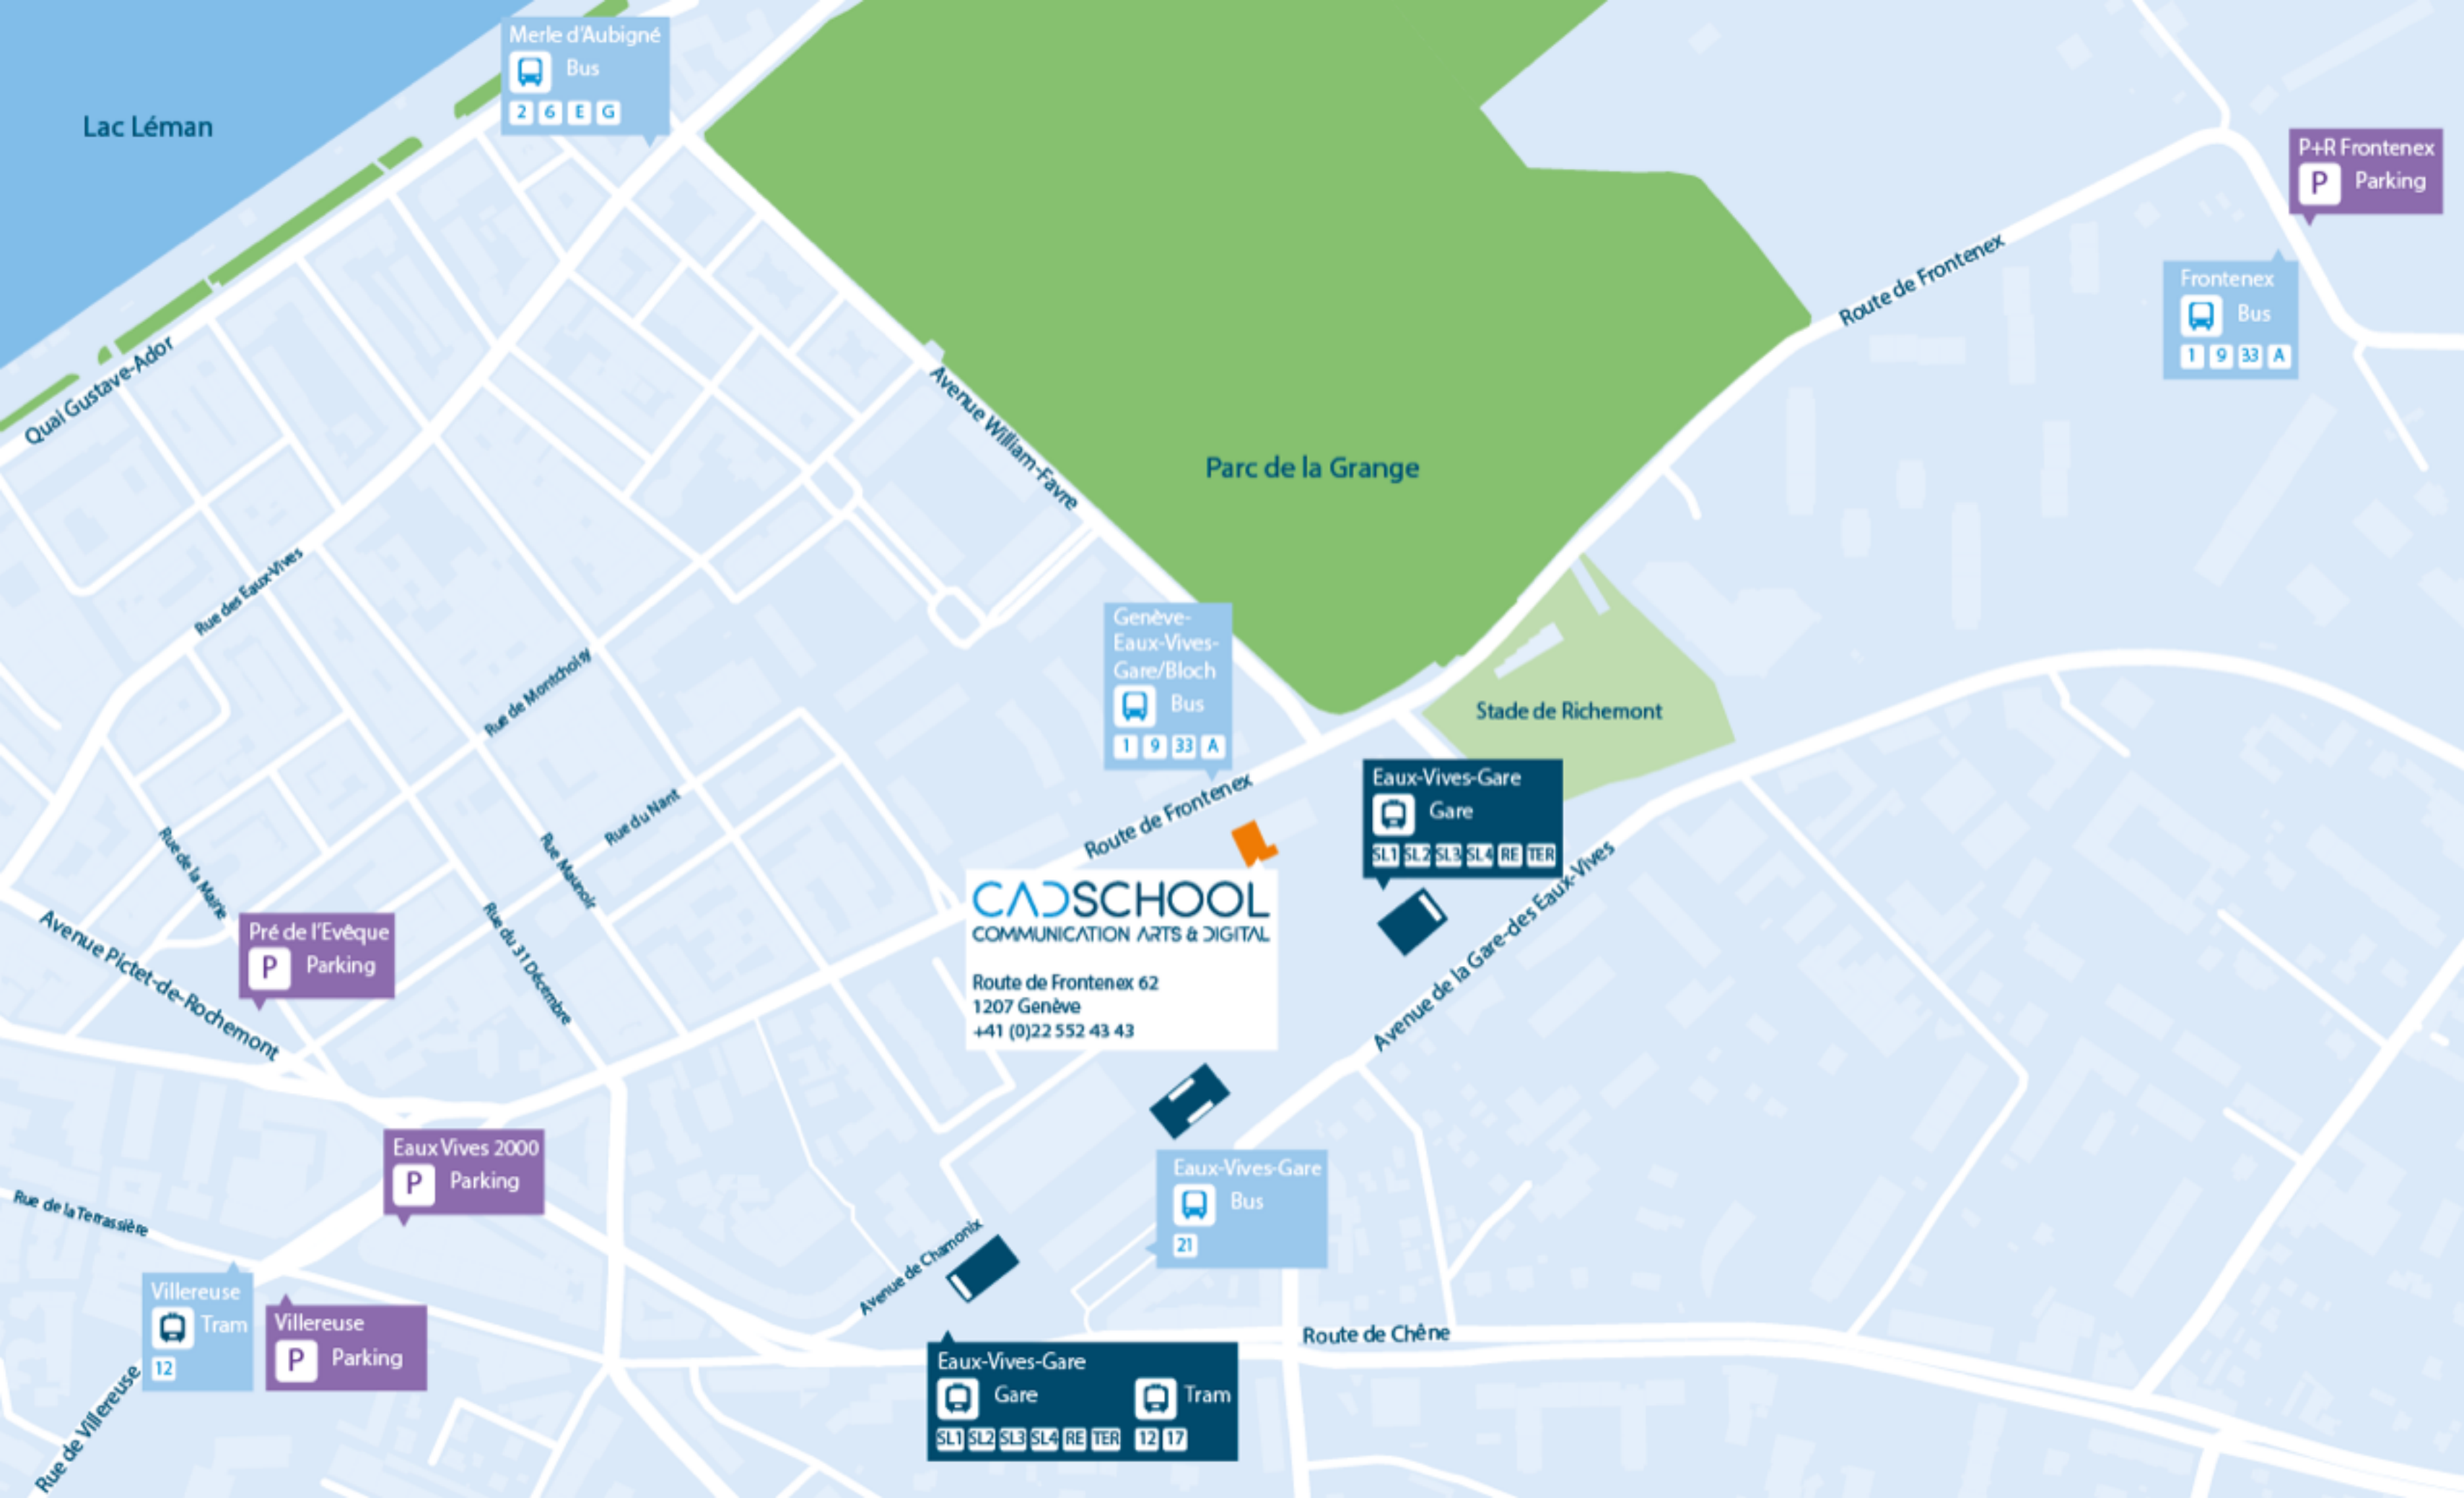 Merle d'Aubigné
Bus
2 6 E G
Lac Léman
P+R Frontenex
P Parking
Route de Frontenex
Frontenex
Bus
1 9 33 A
Quai Gustave-Ador
Avenue William-Favre
Parc de la Grange
Rue des Eaux-Vives
Genève-
Eaux-Vives-
Gare/Bloch
Bus
1 9 33 A
Rue de Montchoisy
Stade de Richemont
Eaux-Vives-Gare
Gare
SL1 SL2 SL3 SL4 RE TER
Route de Frontenex
Rue du Nant
Rue de la Mairie
Rue Maunoir
Rue du 31 Décembre
CADSCHOOL
COMMUNICATION ARTS & DIGITAL
Route de Frontenex 62
1207 Genève
+41 (0)22 552 43 43
Avenue de la Gare-des Eaux-Vives
Pré de l'Evêque
P Parking
Avenue Pictet-de-Rochemont
Eaux Vives 2000
P Parking
Eaux-Vives-Gare
Bus
21
Rue de la Terrassière
Avenue de Chamonix
Villereuse
Tram
12
Villereuse
P Parking
Route de Chêne
Eaux-Vives-Gare
Gare Tram
SL1 SL2 SL3 SL4 RE TER 12 17
Rue de Villereuse